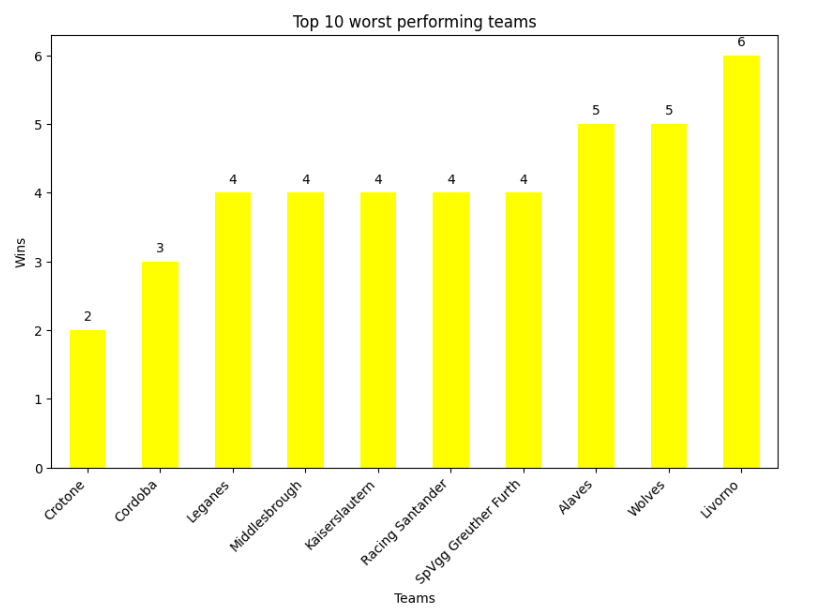 Top 10 worst performing teams
Wins
6
5
4
3
2
1
0
2
3
4
4
4
4
4
5
5
6
Crotone
Cordoba
Leganes
Middlesbrough
Kaiserslautern
Racing Santander
SpVgg Greuther Furth
Alaves
Wolves
Livorno
Teams